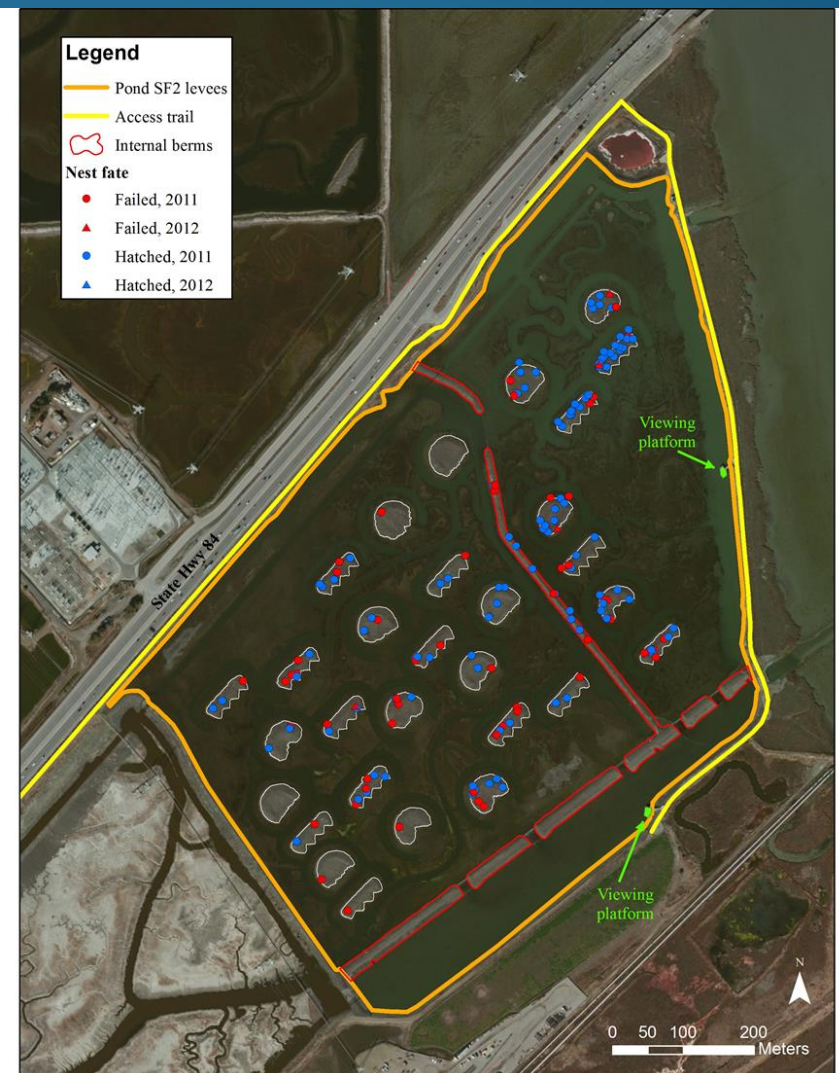 Legend
Pond SF2 levees
Access trail
Internal berms
Nest fate
Failed, 2011
Failed, 2012
Hatched, 2011
Hatched, 2012
Viewing
platform
State Hwy 84
Viewing
platform
N
0 50 100 200
Meters